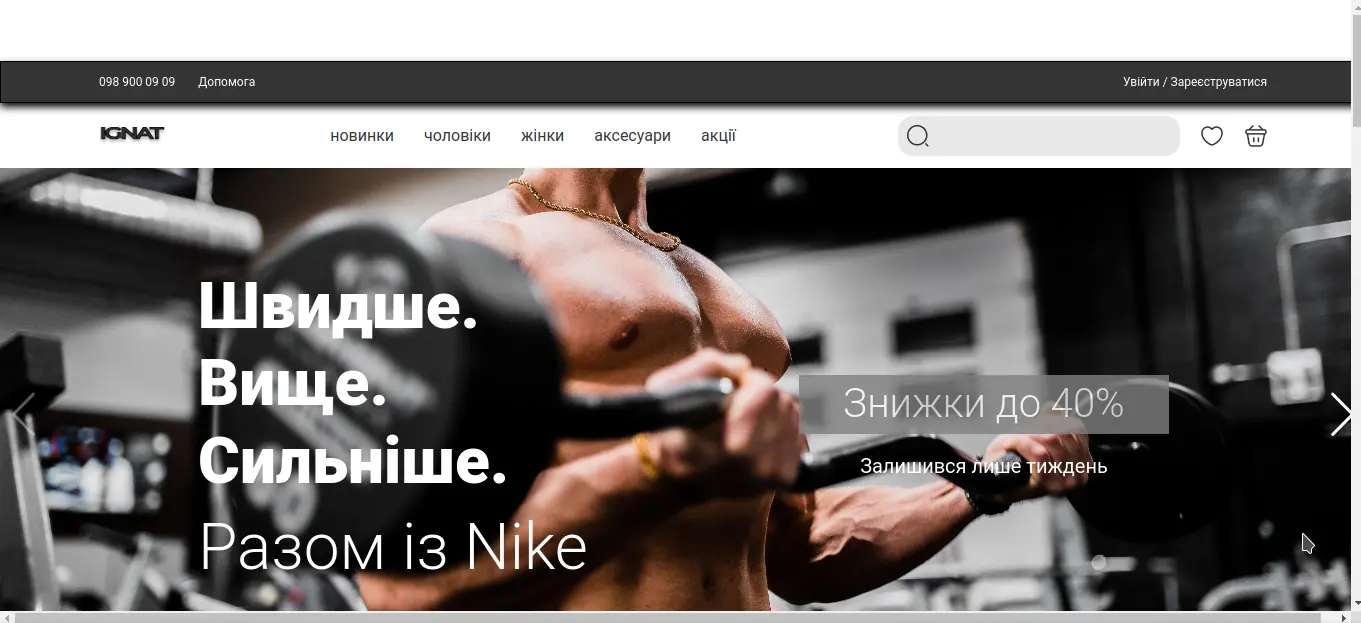 098 900 09 09 Допомога Увійти / Зареєструватися
IGNAT новинки чоловіки жінки аксесуари акції
Швидше.
Вище.
Сильніше.
Разом із Nike
Знижки до 40%
Залишився лише тиждень